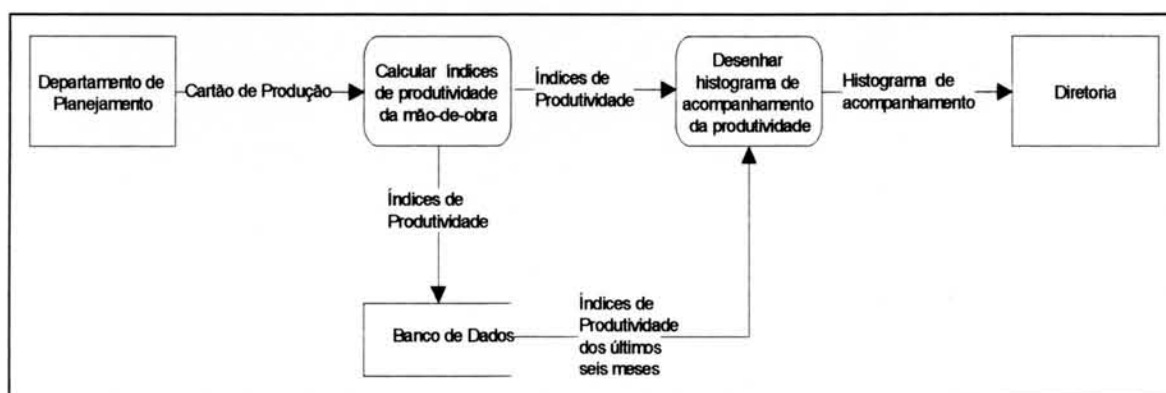 Departamento de
Planejamento
Cartão de Produção
Calcular índices
de produtividade
da mão-de-obra
Índices de
Produtividade
Desenhar
histograma de
acompanhamento
da produtividade
Histograma de
acompanhamento
Diretoria
Índices de
Produtividade
Banco de Dados
Índices de
Produtividade
dos últimos
seis meses